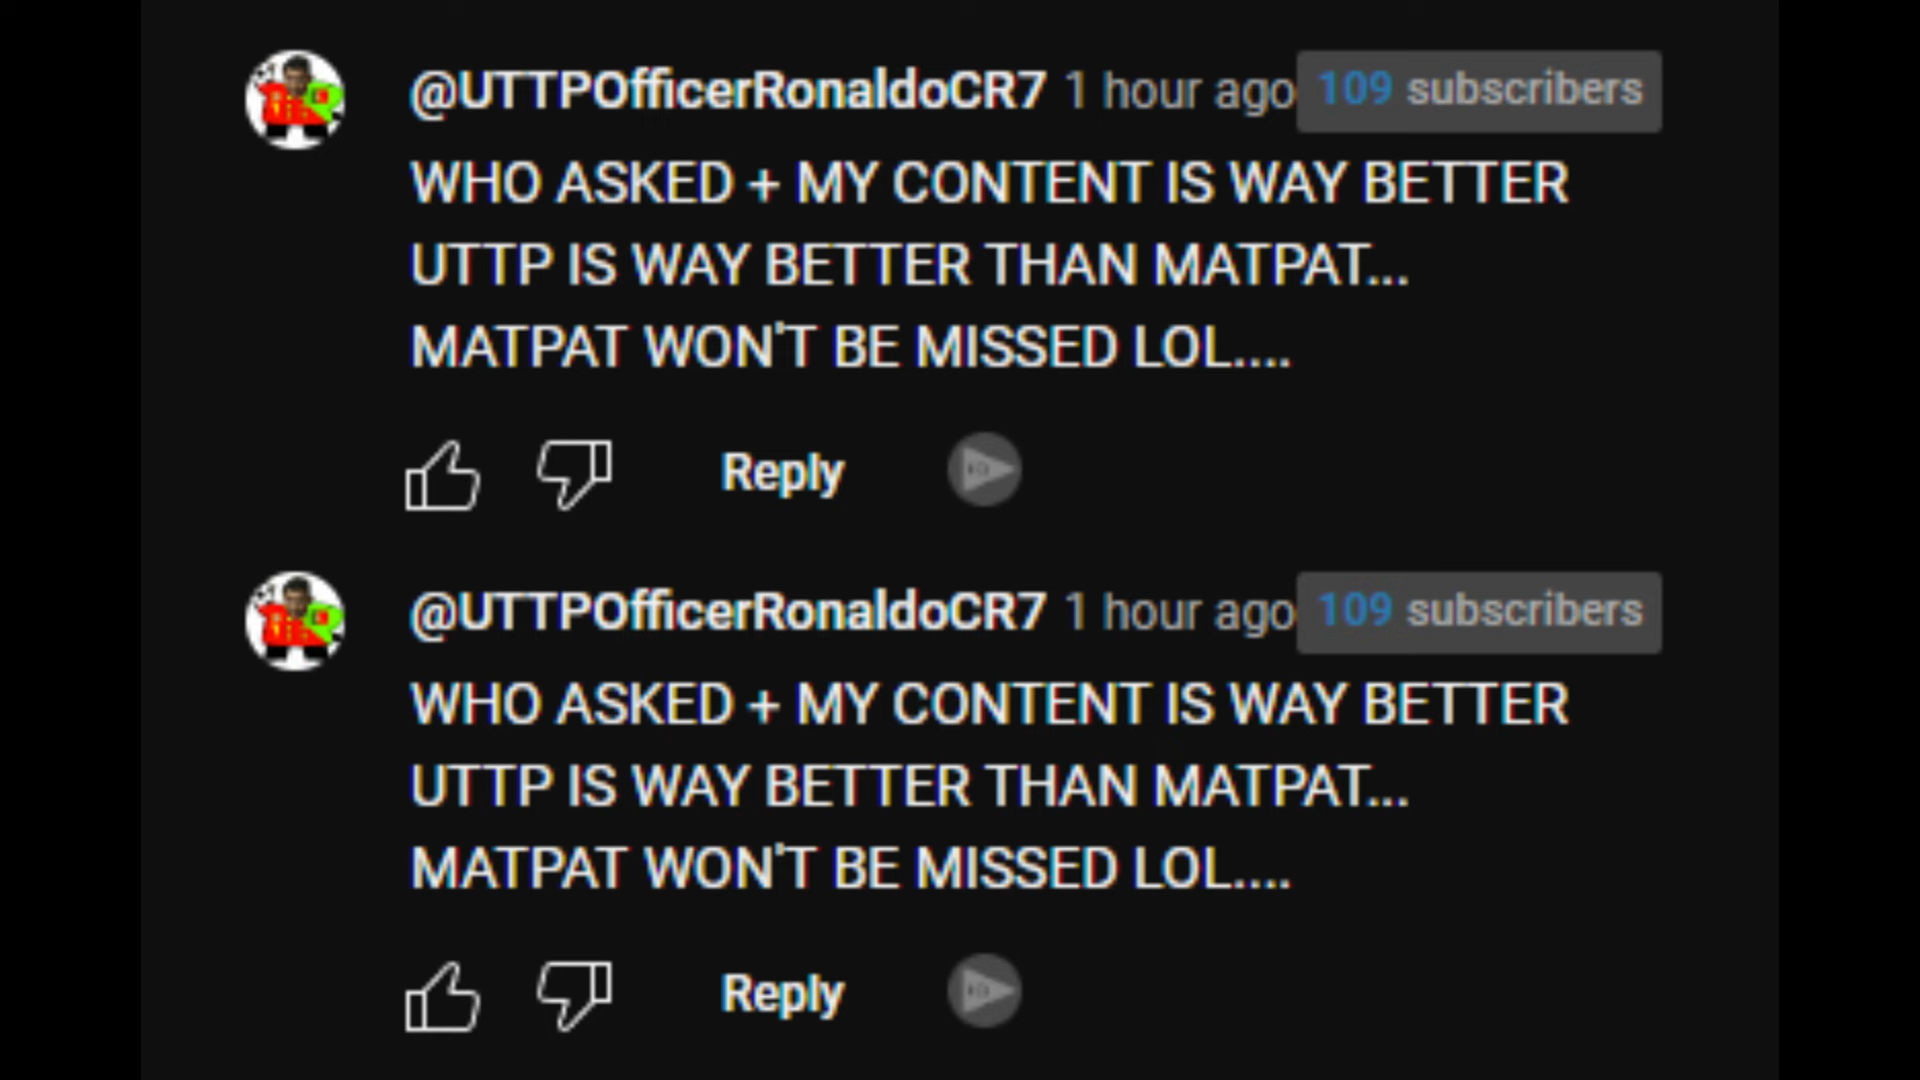 @UTTPOfficerRonaldoCR7 1 hour ago 109 subscribers
WHO ASKED + MY CONTENT IS WAY BETTER
UTTP IS WAY BETTER THAN MATPAT...
MATPAT WON'T BE MISSED LOL....
Reply
@UTTPOfficerRonaldoCR7 1 hour ago 109 subscribers
WHO ASKED + MY CONTENT IS WAY BETTER
UTTP IS WAY BETTER THAN MATPAT...
MATPAT WON'T BE MISSED LOL....
Reply